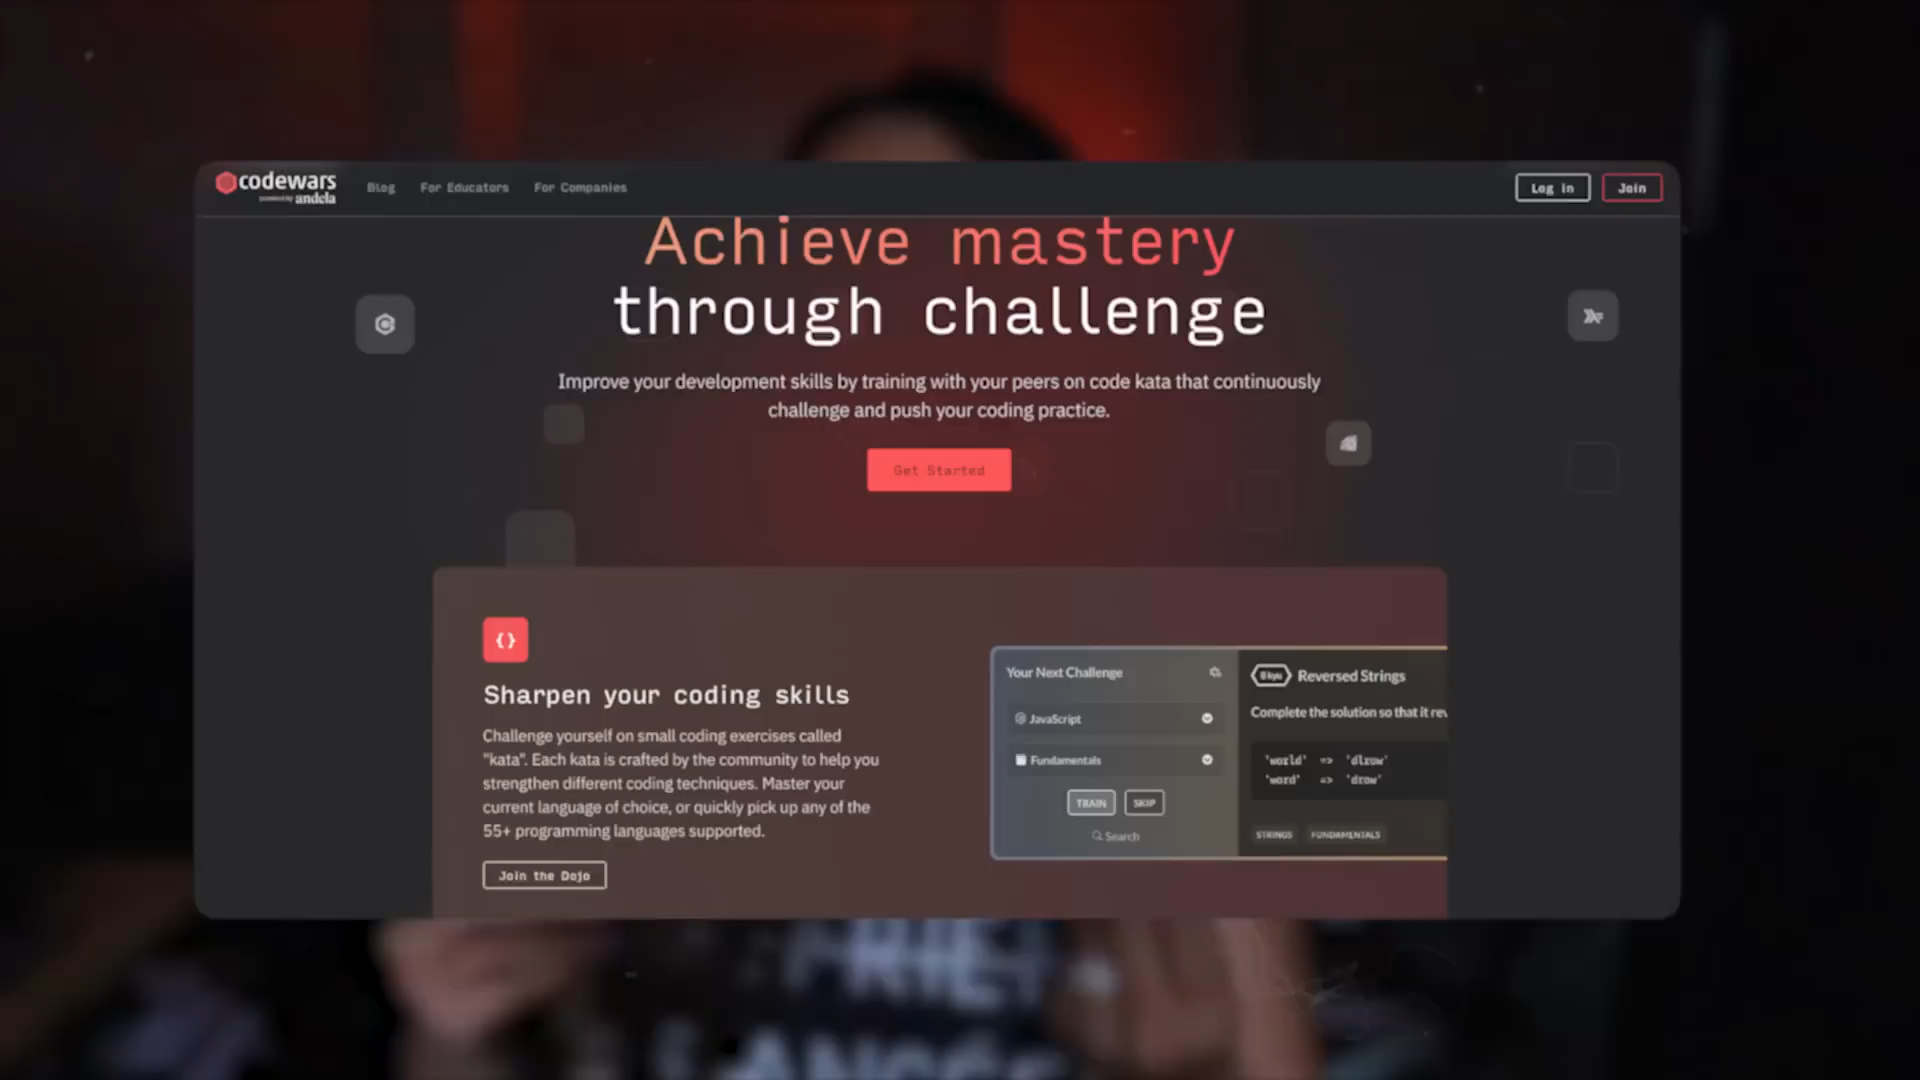 codewars
powered by andela
Blog
For Educators
For Companies
Log in
Join
Achieve mastery
through challenge
Improve your development skills by training with your peers on code kata that continuously
challenge and push your coding practice.
Get Started
{}
Sharpen your coding skills
Challenge yourself on small coding exercises called
"kata". Each kata is crafted by the community to help you
strengthen different coding techniques. Master your
current language of choice, or quickly pick up any of the
55+ programming languages supported.
Join the Dojo
Your Next Challenge
JavaScript
Fundamentals
TRAIN
SKIP
Search
8 kyu
Reversed Strings
Complete the solution so that it rev
'world' => 'dlrow'
'word' => 'drow'
STRINGS
FUNDAMENTALS